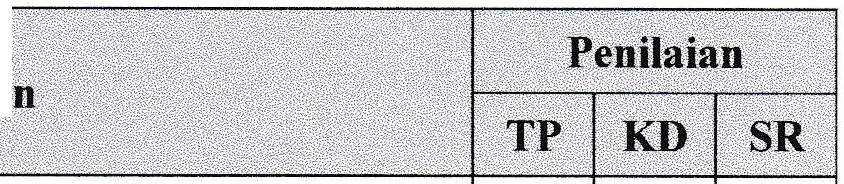 Penilaian
n
TP KD SR